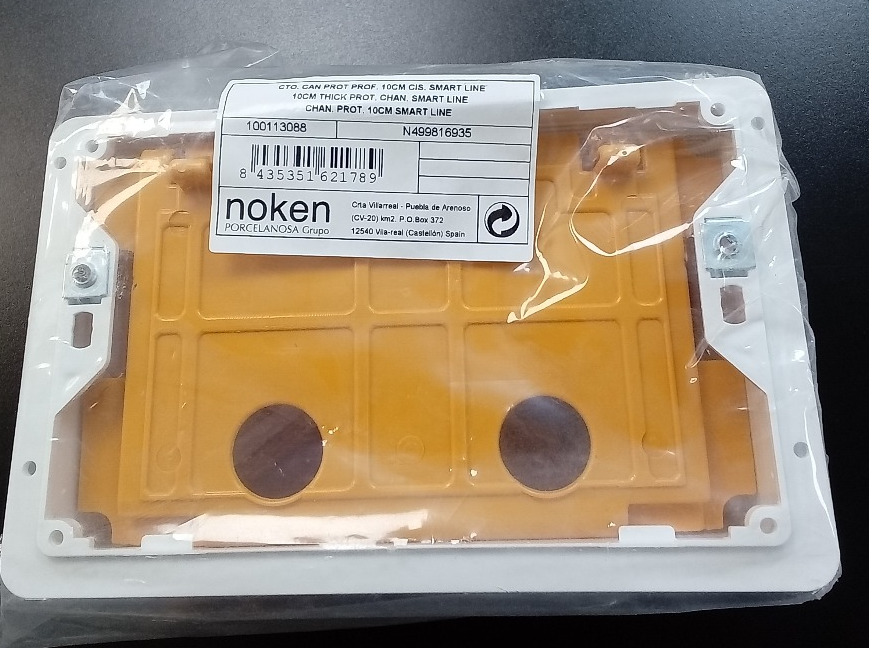 CTO. CAN PROT PROF. 10CM CIS. SMART LINE
10CM THICK PROT. CHAN. SMART LINE
CHAN. PROT. 10CM SMART LINE
100113088 N499816935
8 435351 621789
noken
PORCELANOSA Grupo
Crta Villarreal - Puebla de Arenoso
(CV-20) km2. P.O.Box 372
12540 Vila-real (Castellón) Spain